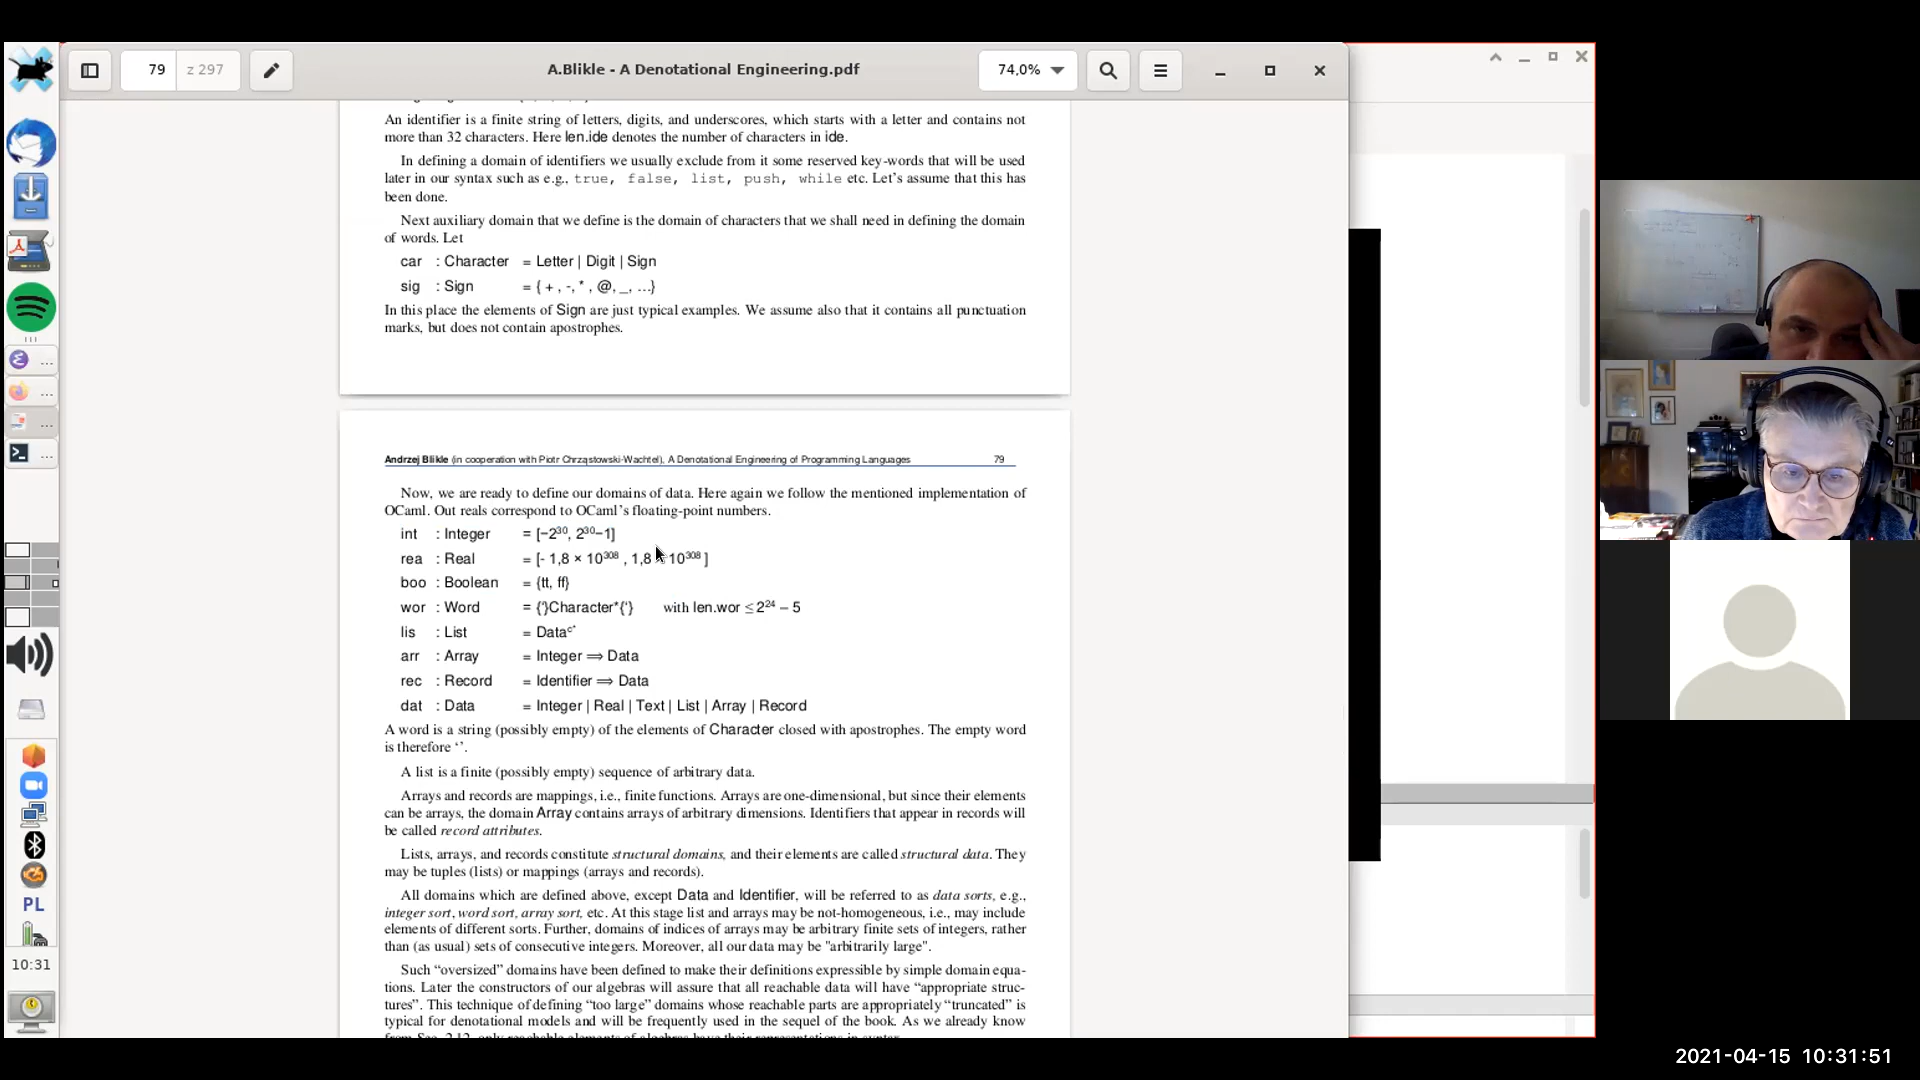 79 z 297 A.Blikle - A Denotational Engineering.pdf 74,0%
An identifier is a finite string of letters, digits, and underscores, which starts with a letter and contains not
more than 32 characters. Here len.ide denotes the number of characters in ide.
In defining a domain of identifiers we usually exclude from it some reserved key-words that will be used
later in our syntax such as e.g., true, false, list, push, while etc. Let's assume that this has
been done.
Next auxiliary domain that we define is the domain of characters that we shall need in defining the domain
of words. Let
car : Character = Letter | Digit | Sign
sig : Sign = { + , -, * , @, _, ...}
In this place the elements of Sign are just typical examples. We assume also that it contains all punctuation
marks, but does not contain apostrophes.
Andrzej Blikle (in cooperation with Piotr Chrząstowski-Wachtel), A Denotational Engineering of Programming Languages 79
Now, we are ready to define our domains of data. Here again we follow the mentioned implementation of
OCaml. Out reals correspond to OCaml's floating-point numbers.
int : Integer = [−2³⁰, 2³⁰−1]
rea : Real = [- 1,8 × 10³⁰⁸ , 1,8 10³⁰⁸ ]
boo : Boolean = {tt, ff}
wor : Word = {'}Character*{'} with len.wor ≤ 2²⁴ – 5
lis : List = Dataᶜ*
arr : Array = Integer ⟹ Data
rec : Record = Identifier ⟹ Data
dat : Data = Integer | Real | Text | List | Array | Record
A word is a string (possibly empty) of the elements of Character closed with apostrophes. The empty word
is therefore ‘’.
A list is a finite (possibly empty) sequence of arbitrary data.
Arrays and records are mappings, i.e., finite functions. Arrays are one-dimensional, but since their elements
can be arrays, the domain Array contains arrays of arbitrary dimensions. Identifiers that appear in records will
be called record attributes.
Lists, arrays, and records constitute structural domains, and their elements are called structural data. They
may be tuples (lists) or mappings (arrays and records).
All domains which are defined above, except Data and Identifier, will be referred to as data sorts, e.g.,
integer sort, word sort, array sort, etc. At this stage list and arrays may be not-homogeneous, i.e., may include
elements of different sorts. Further, domains of indices of arrays may be arbitrary finite sets of integers, rather
than (as usual) sets of consecutive integers. Moreover, all our data may be "arbitrarily large".
Such “oversized” domains have been defined to make their definitions expressible by simple domain equa-
tions. Later the constructors of our algebras will assure that all reachable data will have “appropriate struc-
tures”. This technique of defining “too large” domains whose reachable parts are appropriately “truncated” is
typical for denotational models and will be frequently used in the sequel of the book. As we already know
PL
10:31
2021-04-15 10:31:51